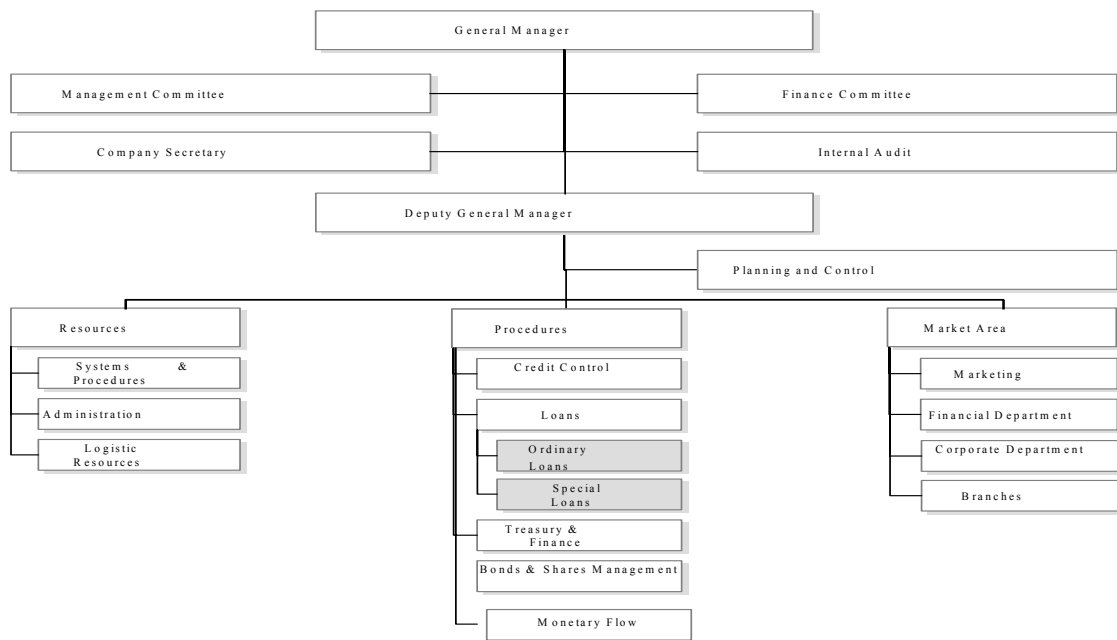 General Manager
Management Committee
Finance Committee
Company Secretary
Internal Audit
Deputy General Manager
Planning and Control
Resources
Systems &
Procedures
Administration
Logistic
Resources
Procedures
Credit Control
Loans
Ordinary
Loans
Special
Loans
Treasury &
Finance
Bonds & Shares Management
Monetary Flow
Market Area
Marketing
Financial Department
Corporate Department
Branches